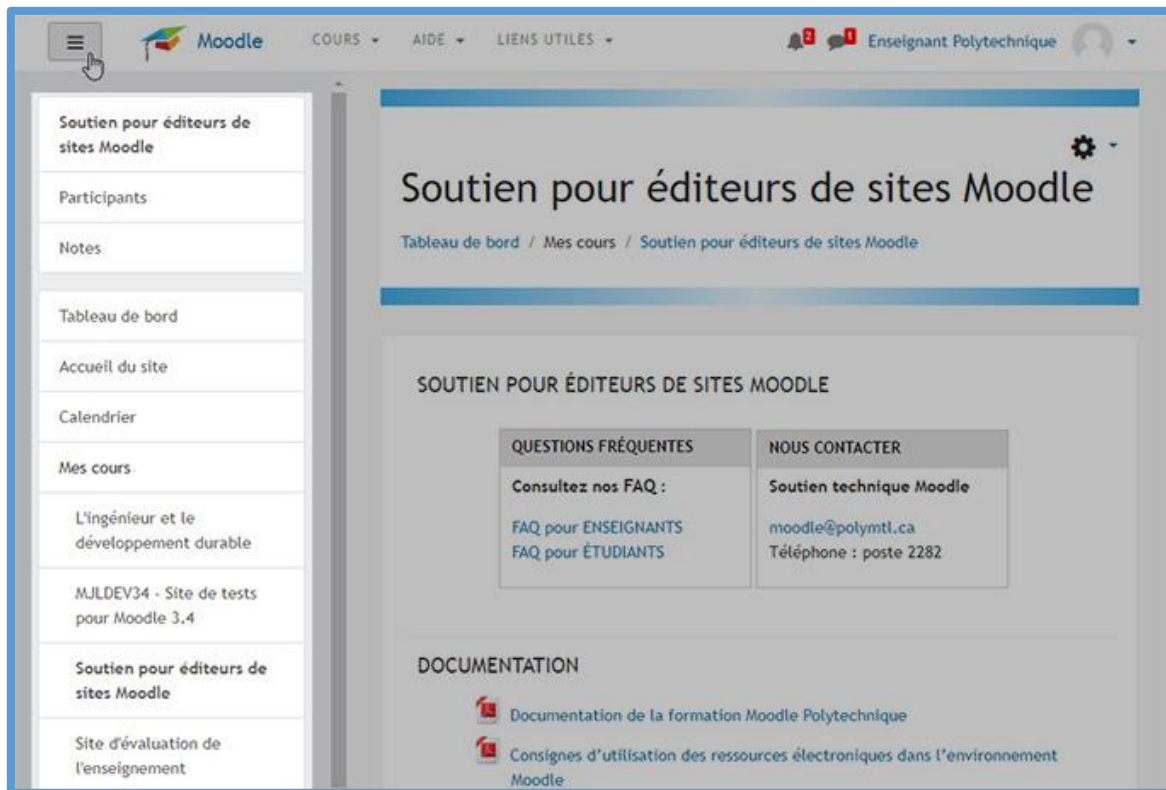 Moodle COURS AIDE LIENS UTILES 2 1 Enseignant Polytechnique
Soutien pour éditeurs de
sites Moodle
Participants
Notes
Tableau de bord
Accueil du site
Calendrier
Mes cours
L'ingénieur et le
développement durable
MJLDEV34 - Site de tests
pour Moodle 3.4
Soutien pour éditeurs de
sites Moodle
Site d'évaluation de
l'enseignement
Soutien pour éditeurs de sites Moodle
Tableau de bord / Mes cours / Soutien pour éditeurs de sites Moodle
SOUTIEN POUR ÉDITEURS DE SITES MOODLE
QUESTIONS FRÉQUENTES
Consultez nos FAQ :
FAQ pour ENSEIGNANTS
FAQ pour ÉTUDIANTS
NOUS CONTACTER
Soutien technique Moodle
moodle@polymtl.ca
Téléphone : poste 2282
DOCUMENTATION
Documentation de la formation Moodle Polytechnique
Consignes d’utilisation des ressources électroniques dans l’environnement
Moodle